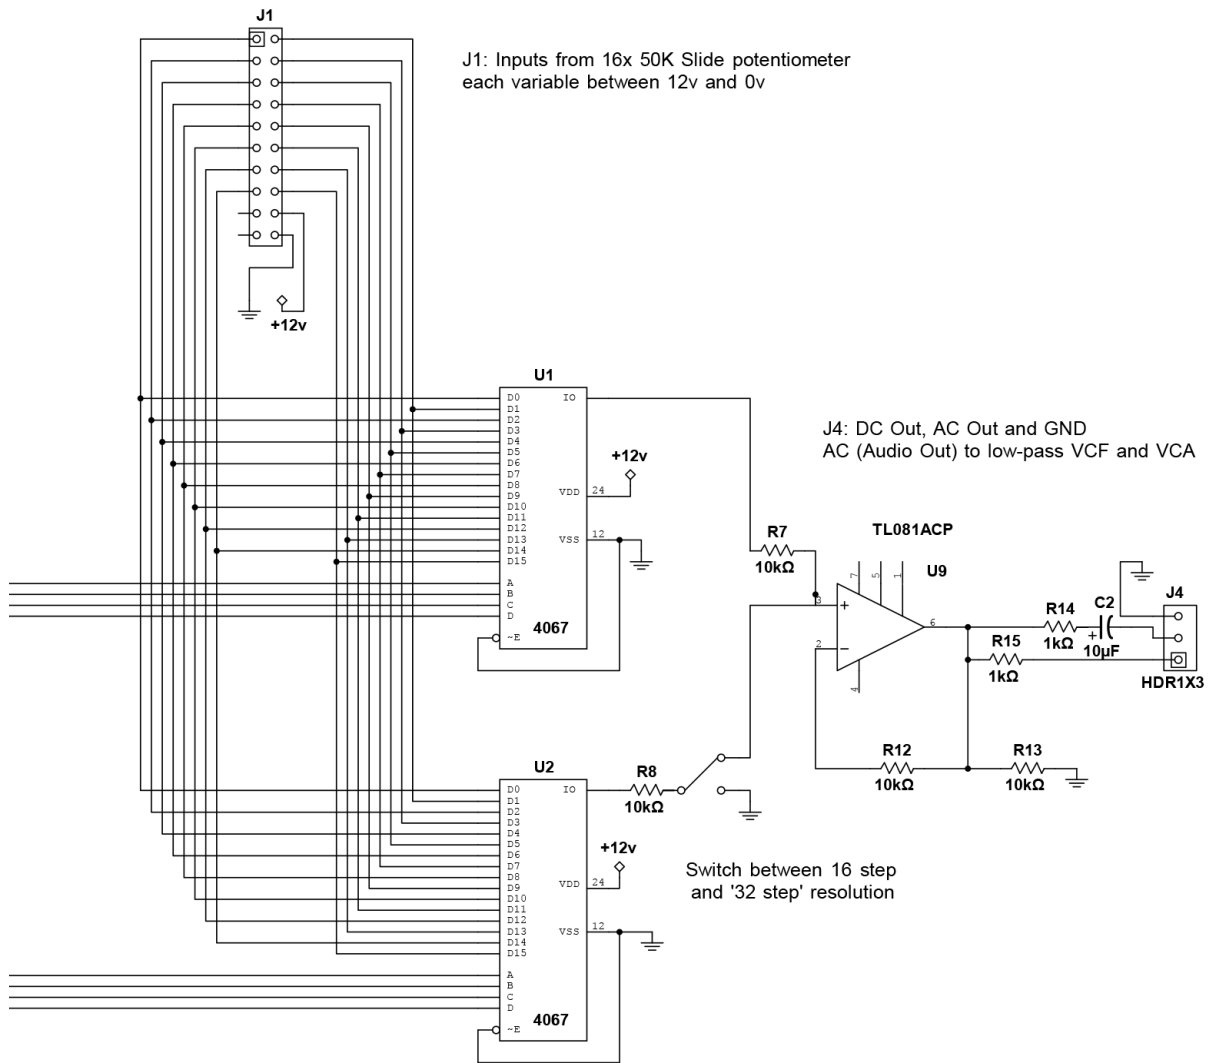 J1
J1: Inputs from 16x 50K Slide potentiometer
each variable between 12v and 0v
+12v
U1
D0
D1
D2
D3
D4
D5
D6
D7
D8
D9
D10
D11
D12
D13
D14
D15
A
B
C
D
~E
IO
VDD
24
VSS
12
4067
+12v
J4: DC Out, AC Out and GND
AC (Audio Out) to low-pass VCF and VCA
R7
10kΩ
TL081ACP
U9
7
5
1
3
2
6
4
+
−
R14
1kΩ
C2
+
10µF
R15
1kΩ
J4
HDR1X3
R12
10kΩ
R13
10kΩ
U2
D0
D1
D2
D3
D4
D5
D6
D7
D8
D9
D10
D11
D12
D13
D14
D15
A
B
C
D
~E
IO
VDD
24
VSS
12
4067
R8
10kΩ
+12v
Switch between 16 step
and '32 step' resolution